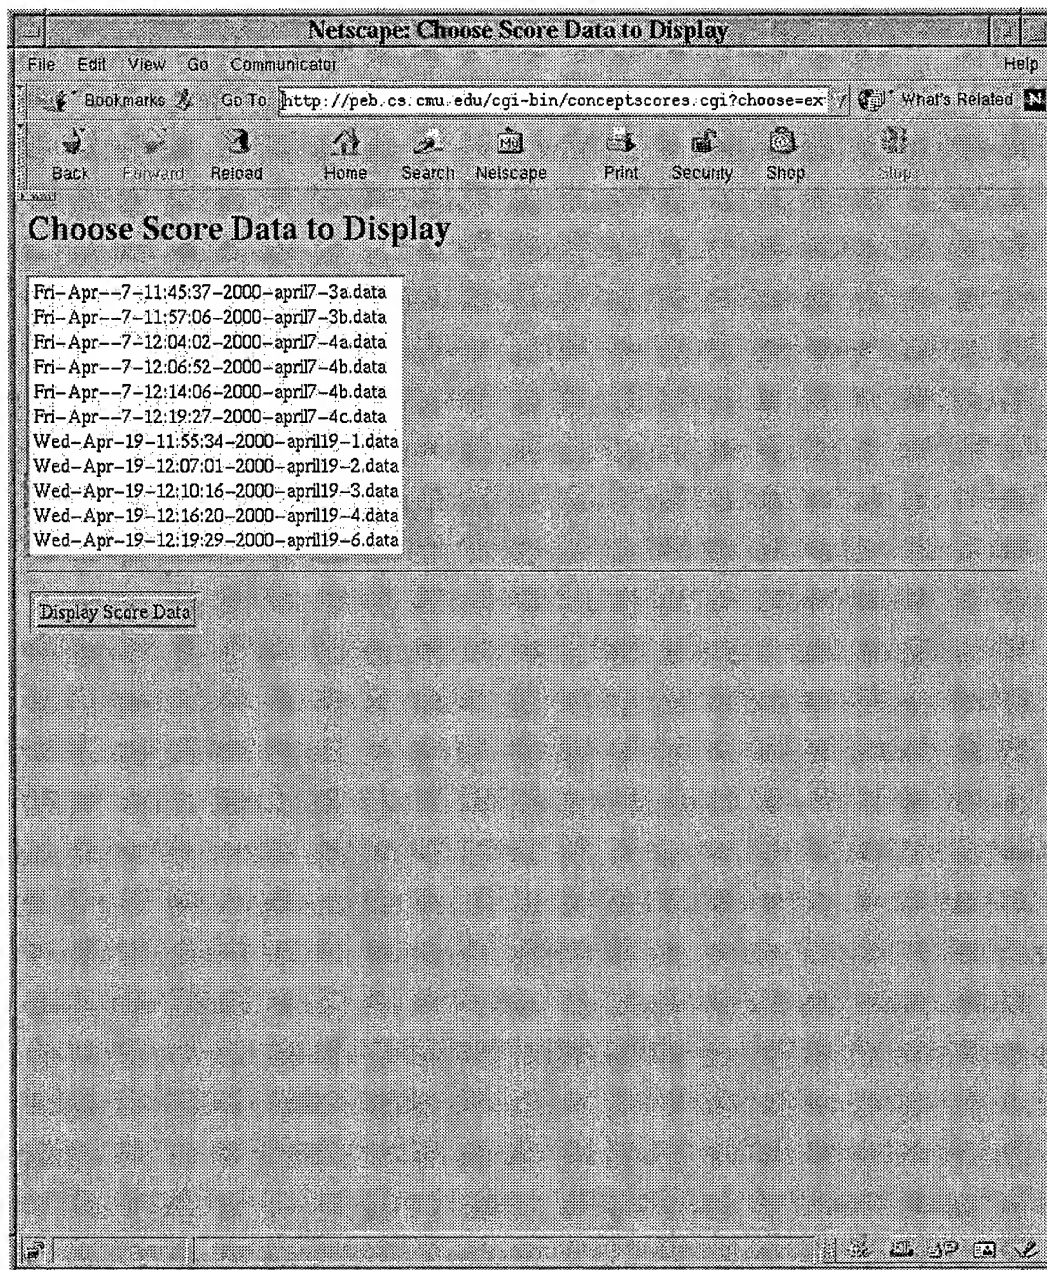 Netscape: Choose Score Data to Display
File Edit View Go Communicator Help
Bookmarks Go To http://peb.cs.cmu.edu/cgi-bin/conceptscores.cgi?choose=ex What's Related N
Back Forward Reload Home Search Netscape Print Security Shop Stop
Choose Score Data to Display
Fri-Apr--7-11:45:37-2000-april7-3a.data
Fri-Apr--7-11:57:06-2000-april7-3b.data
Fri-Apr--7-12:04:02-2000-april7-4a.data
Fri-Apr--7-12:06:52-2000-april7-4b.data
Fri-Apr--7-12:14:06-2000-april7-4b.data
Fri-Apr--7-12:19:27-2000-april7-4c.data
Wed-Apr-19-11:55:34-2000-april19-1.data
Wed-Apr-19-12:07:01-2000-april19-2.data
Wed-Apr-19-12:10:16-2000-april19-3.data
Wed-Apr-19-12:16:20-2000-april19-4.data
Wed-Apr-19-12:19:29-2000-april19-6.data
Display Score Data